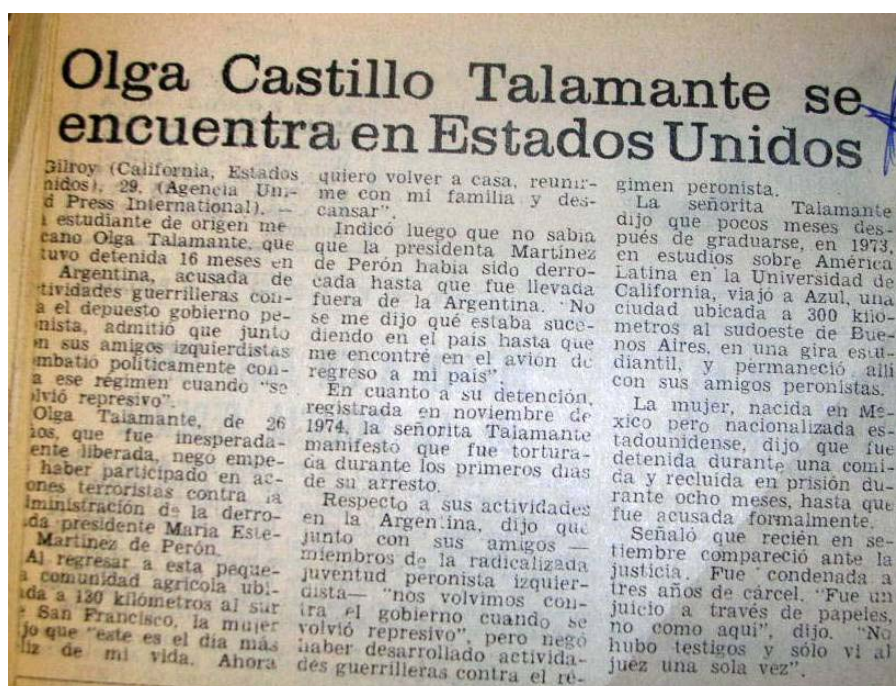 Olga Castillo Talamante se
encuentra en Estados Unidos
Gilroy (California, Estados
nidos), 29. (Agencia Uni-
d Press International). —
estudiante de origen me
cano Olga Talamante, que
tuvo detenida 16 meses en
Argentina, acusada de
tividades guerrilleras con-
a el depuesto gobierno pe-
onista, admitió que junto
on sus amigos izquierdistas
ombatió políticamente con-
a ese régimen cuando "se
olvió represivo".
Olga Talamante, de 26
ños, que fue inesperada-
ente liberada, negó empe-
haber participado en ac-
ones terroristas contra la
ministración de la derro-
da presidente María Este-
Martínez de Perón.
Al regresar a esta peque-
a comunidad agrícola ubi-
ada a 130 kilómetros al sur
e San Francisco, la mujer
jo que "este es el día más
liz de mi vida. Ahora
quiero volver a casa, reunir-
me con mi familia y des-
cansar".
Indicó luego que no sabía
que la presidenta Martínez
de Perón había sido derro-
cada hasta que fue llevada
fuera de la Argentina. "No
se me dijo qué estaba suce-
diendo en el país hasta que
me encontré en el avión de
regreso a mi país".
En cuanto a su detención,
registrada en noviembre de
1974, la señorita Talamante
manifestó que fue tortura-
da durante los primeros días
de su arresto.
Respecto a sus actividades
en la Argentina, dijo que
junto con sus amigos —
miembros de la radicalizada
juventud peronista izquier-
dista— "nos volvimos con-
tra el gobierno cuando se
volvió represivo", pero negó
haber desarrollado activida-
des guerrilleras contra el ré-
gimen peronista.
La señorita Talamante
dijo que pocos meses des-
pués de graduarse, en 1973,
en estudios sobre América
Latina en la Universidad de
California, viajó a Azul, una
ciudad ubicada a 300 kiló-
metros al sudoeste de Bue-
nos Aires, en una gira estu-
diantil, y permaneció allí
con sus amigos peronistas.
La mujer, nacida en Mé-
xico pero nacionalizada es-
tadounidense, dijo que fue
detenida durante una comi-
da y recluida en prisión du-
rante ocho meses, hasta que
fue acusada formalmente.
Señaló que recién en se-
tiembre compareció ante la
justicia. Fue condenada a
tres años de cárcel. "Fue un
juicio a través de papeles,
no como aquí", dijo. "No
hubo testigos y sólo vi al
juez una sola vez".